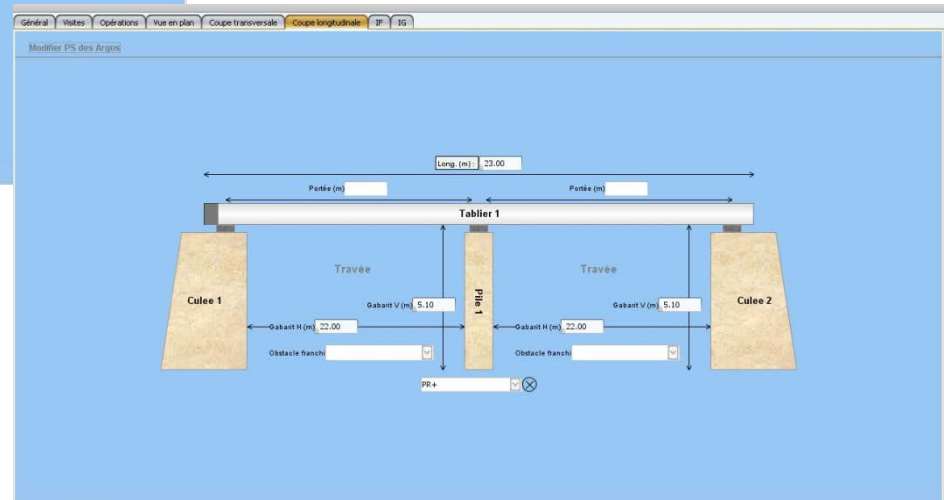 Général Visites Opérations Vue en plan Coupe transversale Coupe longitudinale IF IG
Modifier PS des Argus
Long. (m) : 23.00
Portée (m) Portée (m)
Tablier 1
Travée Travée
Culee 1 Pile 1 Culee 2
Gabarit V (m) 5.10 Gabarit V (m) 5.10
Gabarit H (m) 22.00 Gabarit H (m) 22.00
Obstacle franchi Obstacle franchi
PR+